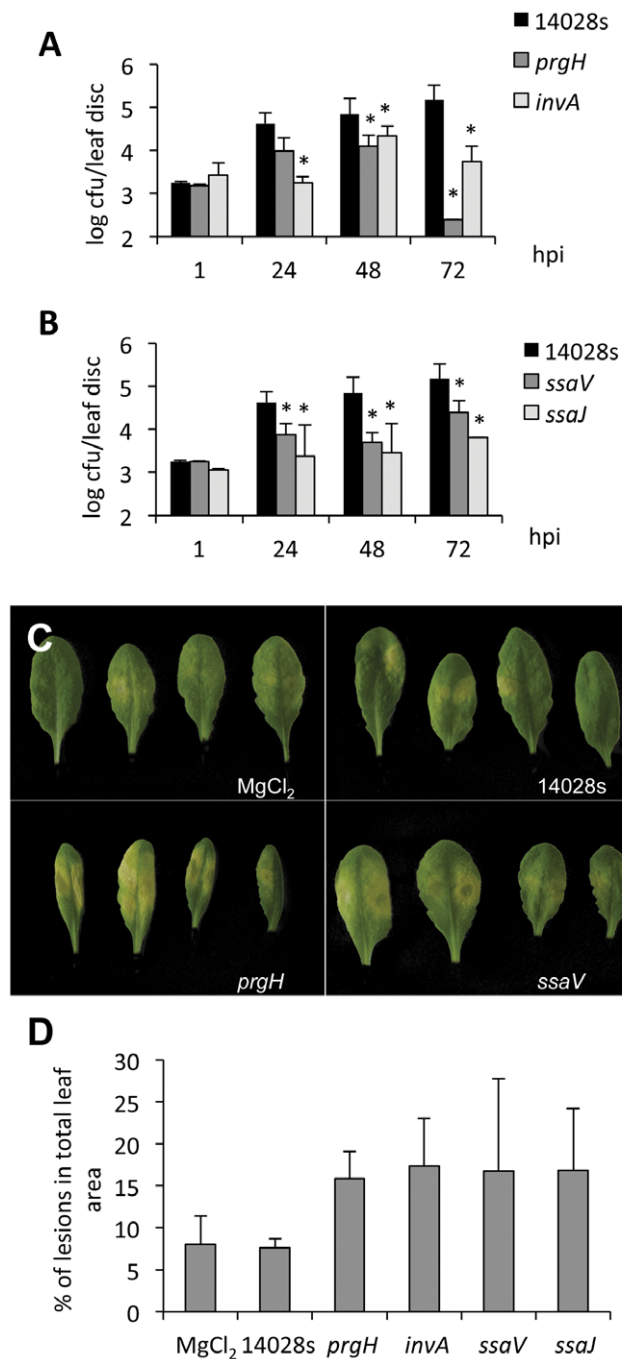 A
14028s
prgH
invA
log cfu/leaf disc
6
5
4
3
2
* * * * *
1 24 48 72 hpi
B
14028s
ssaV
ssaJ
log cfu/leaf disc
6
5
4
3
2
* * * * * *
1 24 48 72 hpi
C
MgCl₂
14028s
prgH
ssaV
D
% of lesions in total leaf
area
30
25
20
15
10
5
0
MgCl₂ 14028s prgH invA ssaV ssaJ